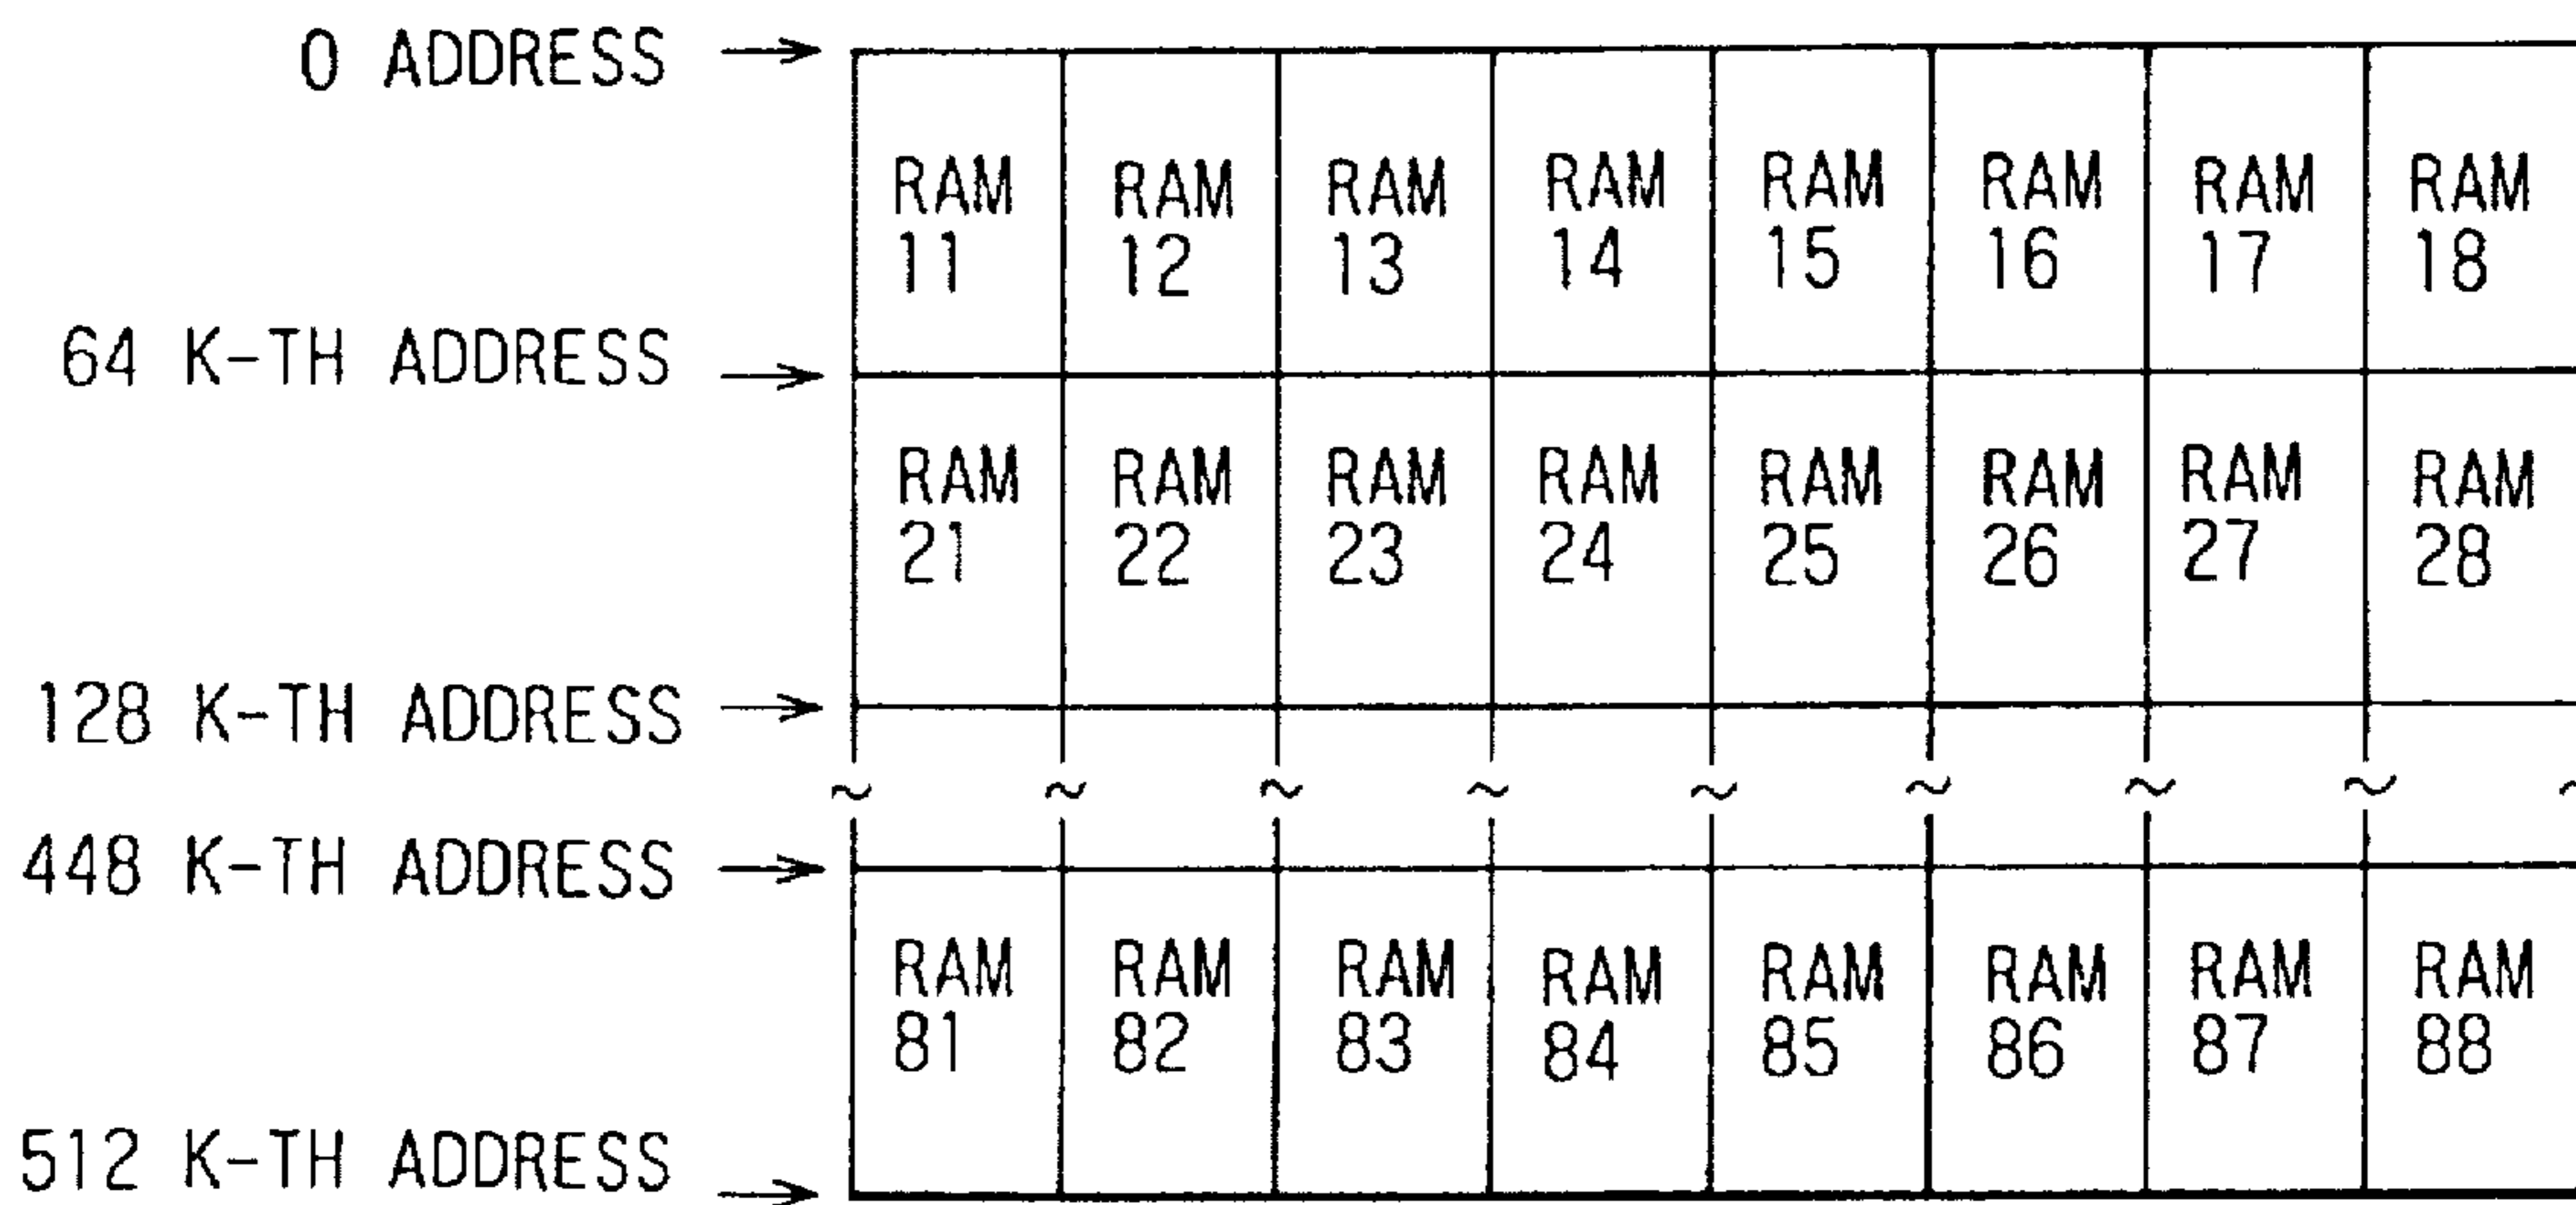 0 ADDRESS
RAM RAM RAM RAM RAM RAM RAM RAM
11 12 13 14 15 16 17 18
64 K-TH ADDRESS
RAM RAM RAM RAM RAM RAM RAM RAM
21 22 23 24 25 26 27 28
128 K-TH ADDRESS
448 K-TH ADDRESS
RAM RAM RAM RAM RAM RAM RAM RAM
81 82 83 84 85 86 87 88
512 K-TH ADDRESS